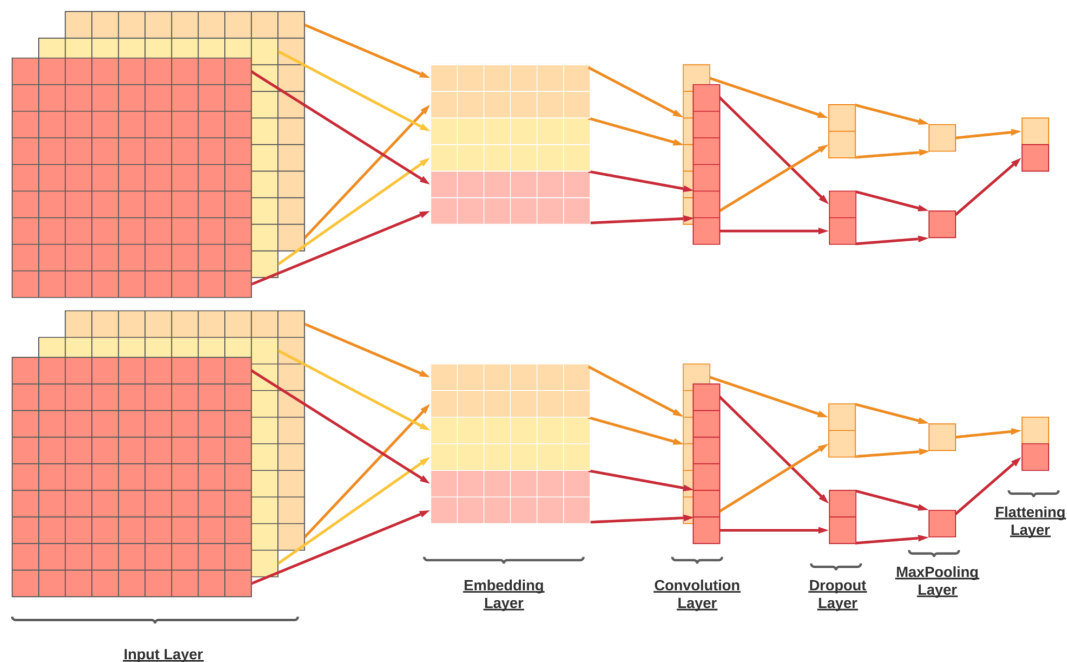 Input Layer
Embedding
Layer
Convolution
Layer
Dropout
Layer
MaxPooling
Layer
Flattening
Layer